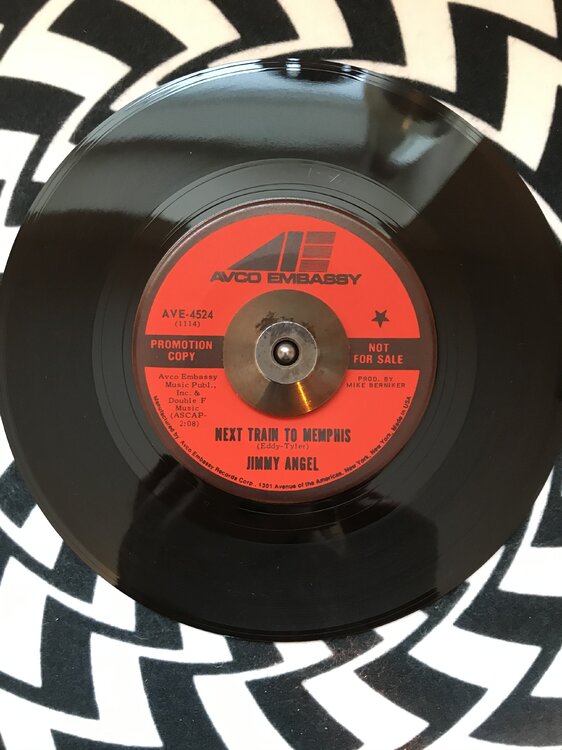 AE
AVCO EMBASSY
AVE-4524
(1114)
PROMOTION
COPY
NOT
FOR SALE
Avco Embassy
Music Publ.,
Inc. &
Double F
Music
(ASCAP-
2:08)
PROD. BY
MIKE BERNIKER
NEXT TRAIN TO MEMPHIS
(Eddy-Tyler)
JIMMY ANGEL
Manufactured by Avco Embassy Records Corp., 1301 Avenue of the Americas, New York, New York Made in USA